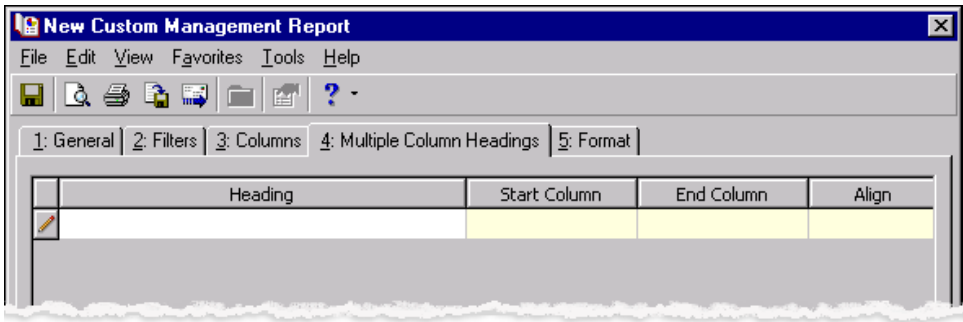 New Custom Management Report
File Edit View Favorites Tools Help
?
1: General 2: Filters 3: Columns 4: Multiple Column Headings 5: Format
Heading Start Column End Column Align